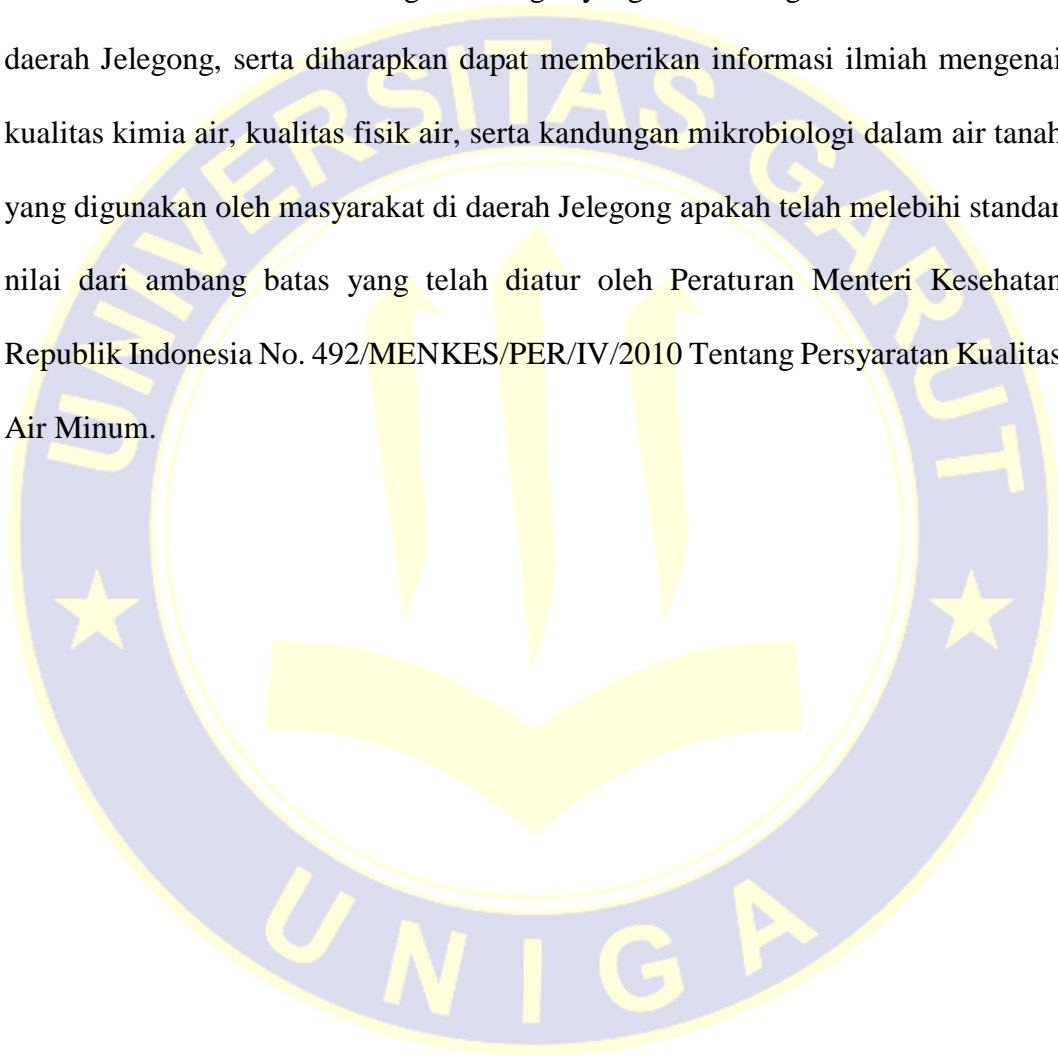 daerah Jelegong, serta diharapkan dapat memberikan informasi ilmiah mengenai
kualitas kimia air, kualitas fisik air, serta kandungan mikrobiologi dalam air tanah
yang digunakan oleh masyarakat di daerah Jelegong apakah telah melebihi standar
nilai dari ambang batas yang telah diatur oleh Peraturan Menteri Kesehatan
Republik Indonesia No. 492/MENKES/PER/IV/2010 Tentang Persyaratan Kualitas
Air Minum.
UNIVERSITAS GARUT
UNIGA